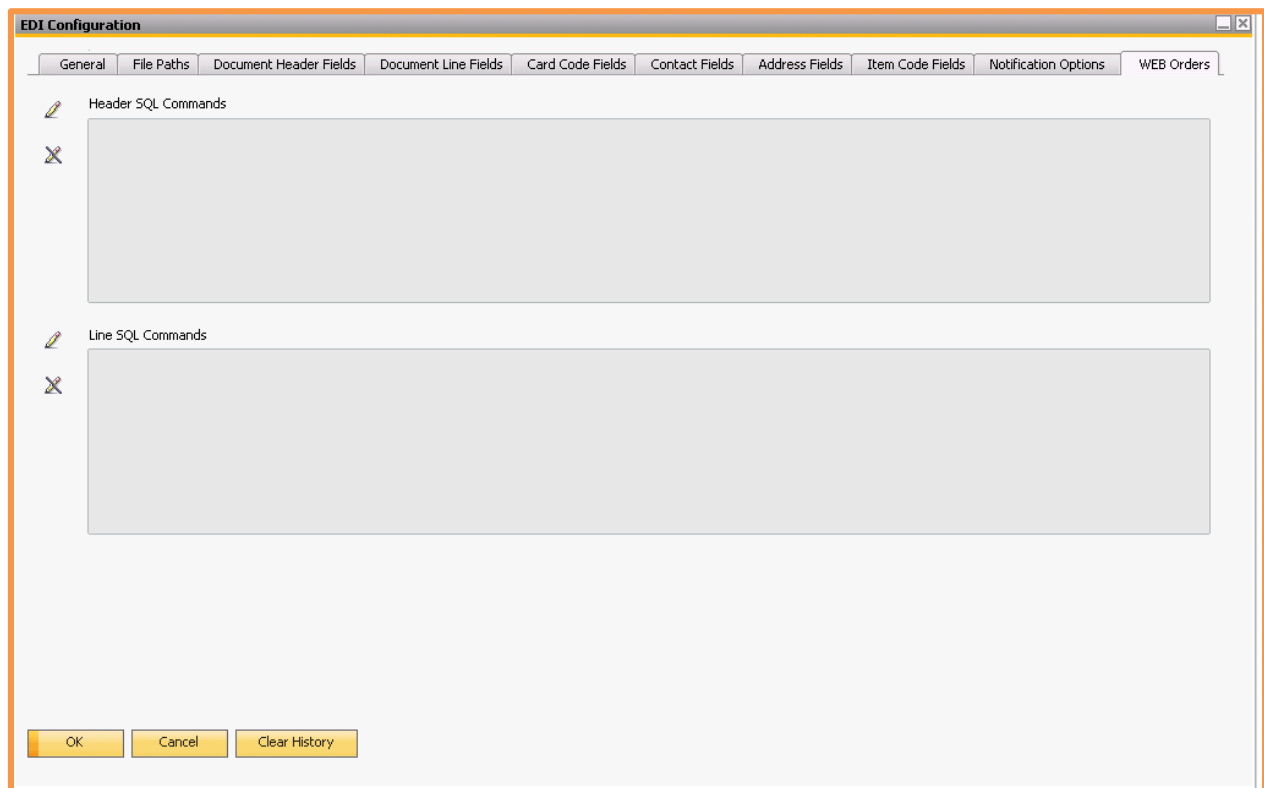 EDI Configuration
General File Paths Document Header Fields Document Line Fields Card Code Fields Contact Fields Address Fields Item Code Fields Notification Options WEB Orders
Header SQL Commands
Line SQL Commands
OK Cancel Clear History